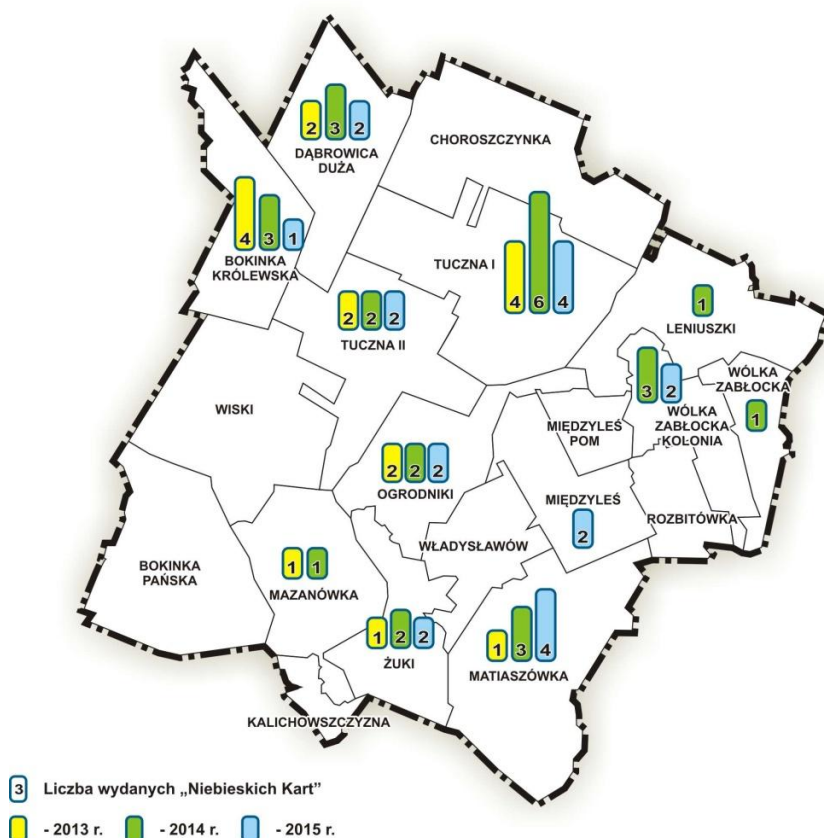 2 3 2
DĄBROWICA
DUŻA
CHOROSZCZYNKA
4 3 1
BOKINKA
KRÓLEWSKA
TUCZNA I
4 6 4
2 2 2
TUCZNA II
1
LENIUSZKI
WÓLKA
ZABŁOCKA
1
3 2
WÓLKA
ZABŁOCKA
KOLONIA
WISKI
MIĘDZYLEŚ
POM
2 2 2
OGRODNIKI
MIĘDZYLEŚ
2
ROZBITÓWKA
WŁADYSŁAWÓW
BOKINKA
PAŃSKA
1 1
MAZANÓWKA
1 2 2
ŻUKI
1 3 4
MATIASZÓWKA
KALICHOWSZCZYZNA
3 Liczba wydanych „Niebieskich Kart”
- 2013 r. - 2014 r. - 2015 r.